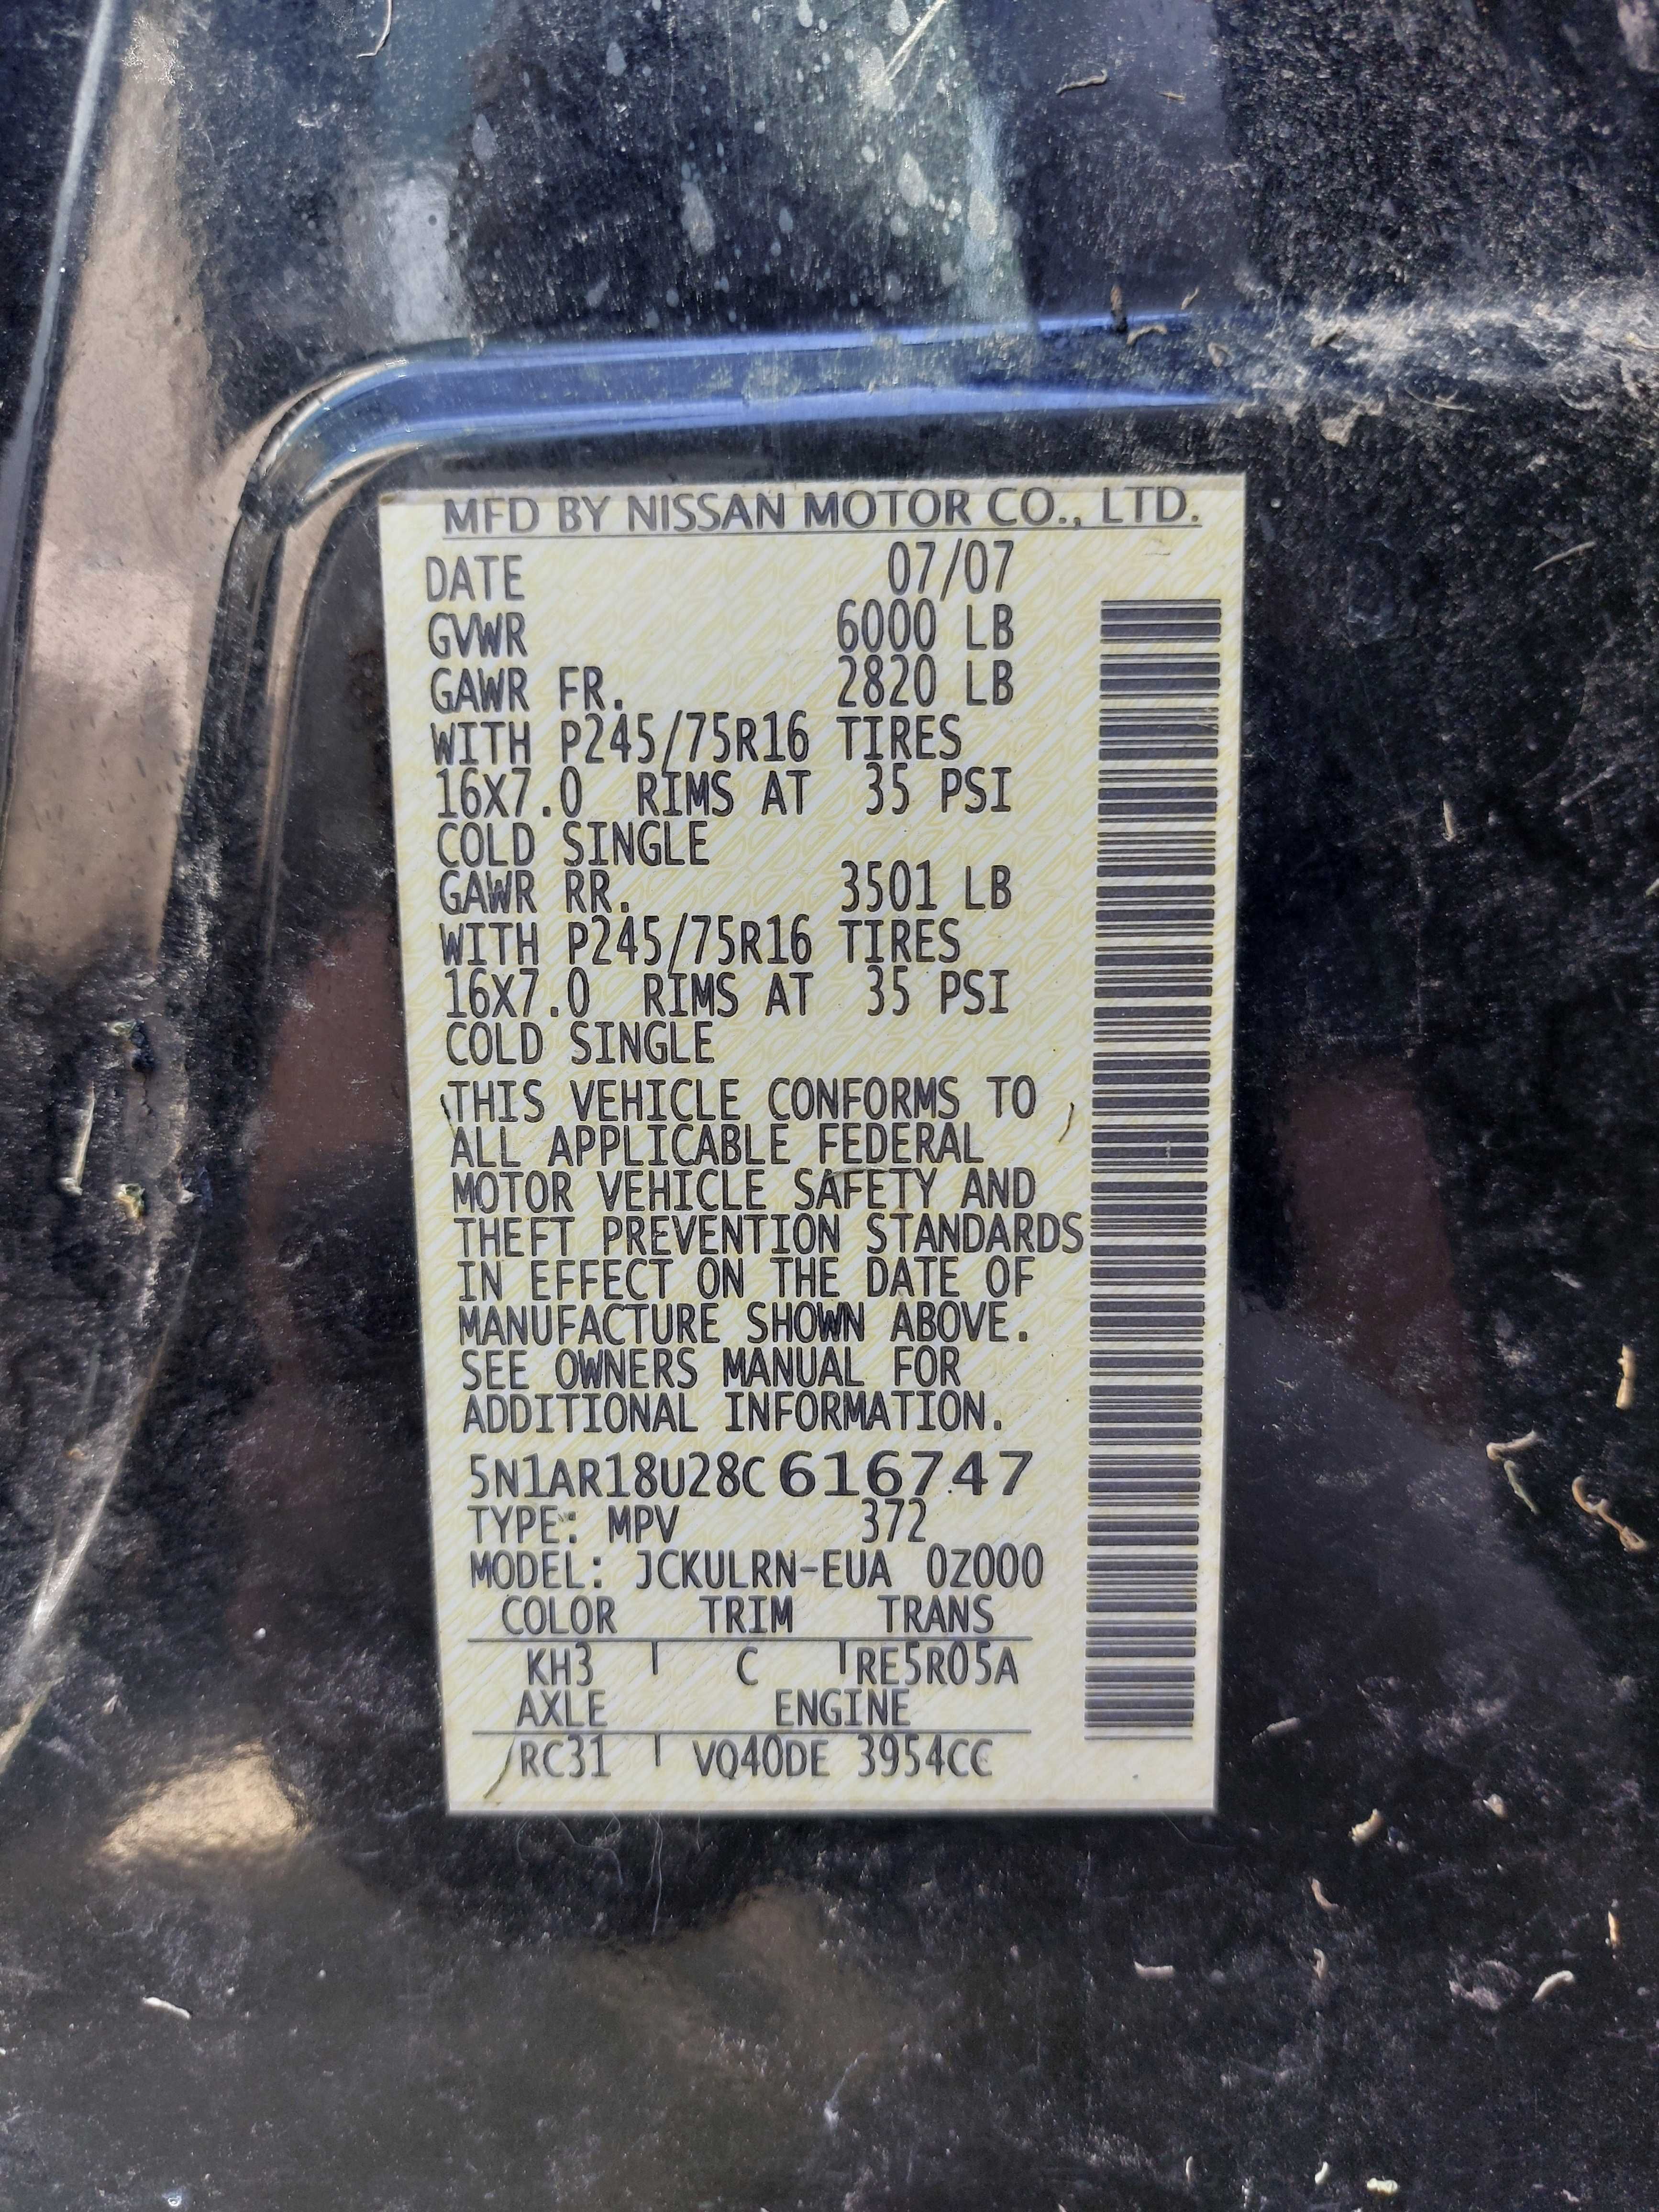 MFD BY NISSAN MOTOR CO., LTD.
DATE 07/07
GVWR 6000 LB
GAWR FR. 2820 LB
WITH P245/75R16 TIRES
16X7.0 RIMS AT 35 PSI
COLD SINGLE
GAWR RR. 3501 LB
WITH P245/75R16 TIRES
16X7.0 RIMS AT 35 PSI
COLD SINGLE
THIS VEHICLE CONFORMS TO
ALL APPLICABLE FEDERAL
MOTOR VEHICLE SAFETY AND
THEFT PREVENTION STANDARDS
IN EFFECT ON THE DATE OF
MANUFACTURE SHOWN ABOVE.
SEE OWNERS MANUAL FOR
ADDITIONAL INFORMATION.
5N1AR18U28C616747
TYPE: MPV 372
MODEL: JCKULRN-EUA 0Z000
COLOR TRIM TRANS
KH3 C RE5R05A
AXLE ENGINE
RC31 VQ40DE 3954CC